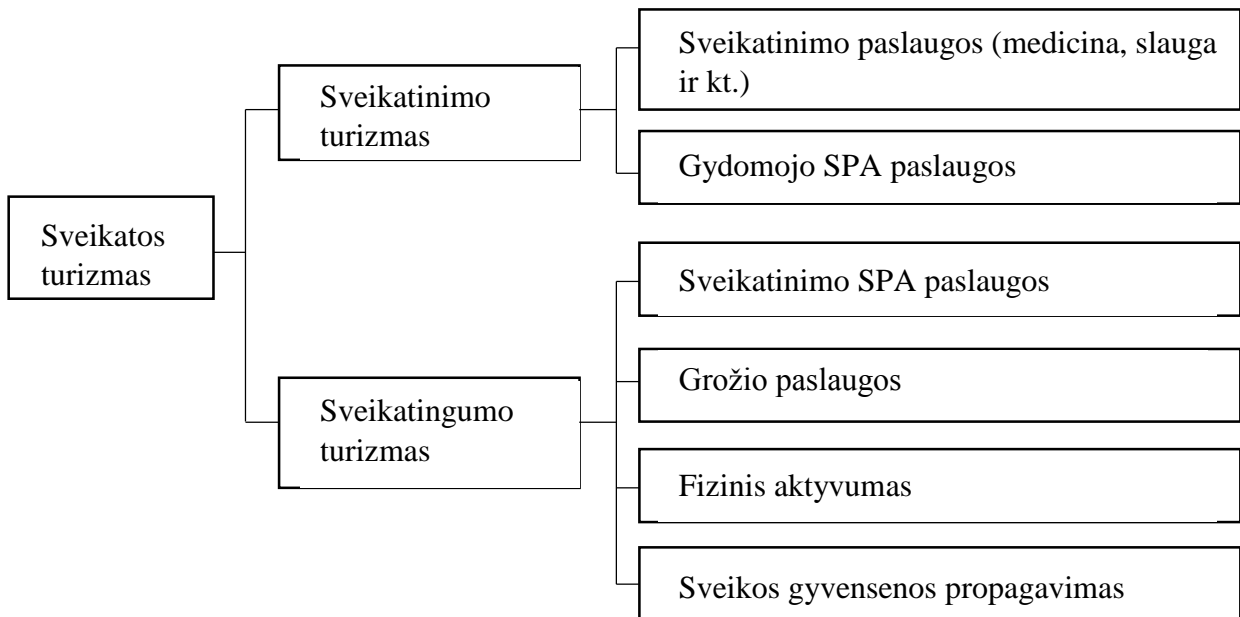 Sveikatos
turizmas
Sveikatinimo
turizmas
Sveikatinimo paslaugos (medicina, slauga
ir kt.)
Gydomojo SPA paslaugos
Sveikatingumo
turizmas
Sveikatinimo SPA paslaugos
Grožio paslaugos
Fizinis aktyvumas
Sveikos gyvensenos propagavimas